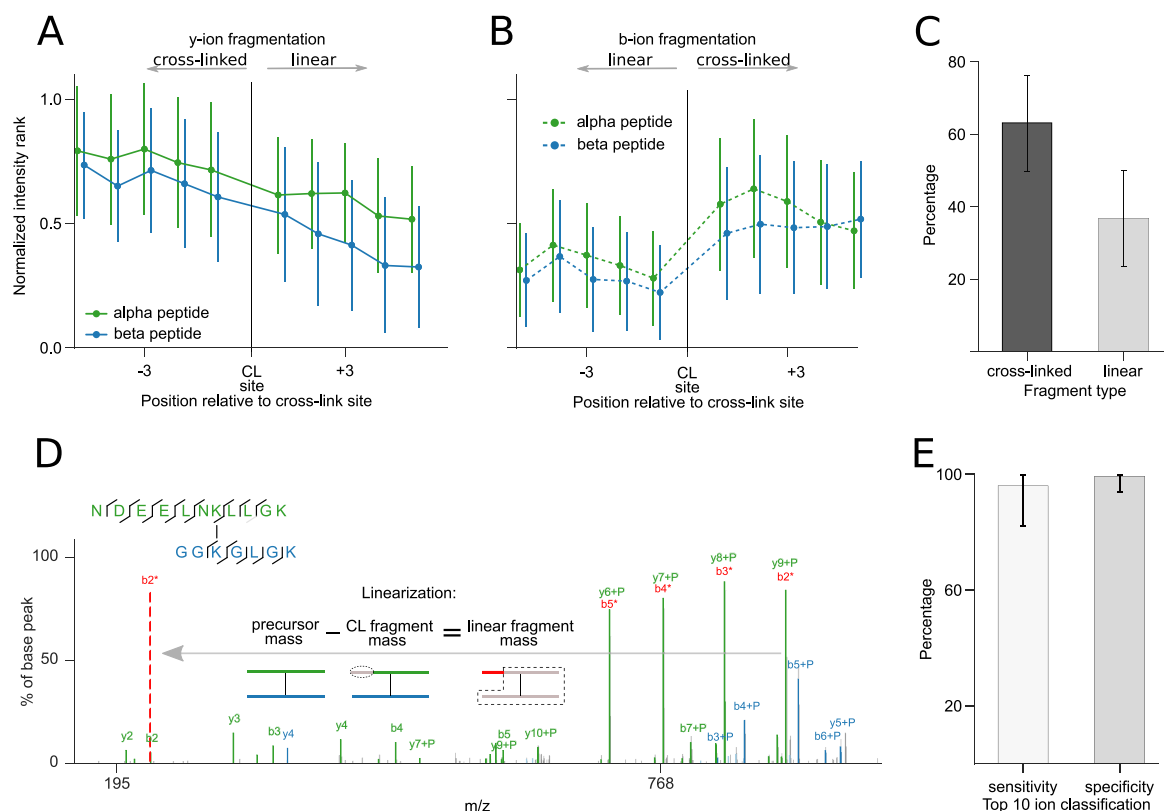 A
y-ion fragmentation
cross-linked linear
Normalized intensity rank
1.0
0.5
0.0
alpha peptide
beta peptide
-3 CL site +3
Position relative to cross-link site
B
b-ion fragmentation
linear cross-linked
alpha peptide
beta peptide
-3 CL site +3
Position relative to cross-link site
C
Percentage
80
60
40
20
cross-linked linear
Fragment type
D
NDEELNKLLGK
GGKGLGK
% of base peak
100
50
0
b2*
Linearization:
precursor mass – CL fragment mass = linear fragment mass
y6+P
b5*
y7+P
b4*
y8+P
b3*
y9+P
b2*
b5+P
y2
b2
y3
b3
y4
y4
b4
y7+P
b5
y9+P
y10+P
b7+P
b3+P
b4+P
b6+P
y5+P
195 768
m/z
E
Percentage
100
60
20
sensitivity specificity
Top 10 ion classification